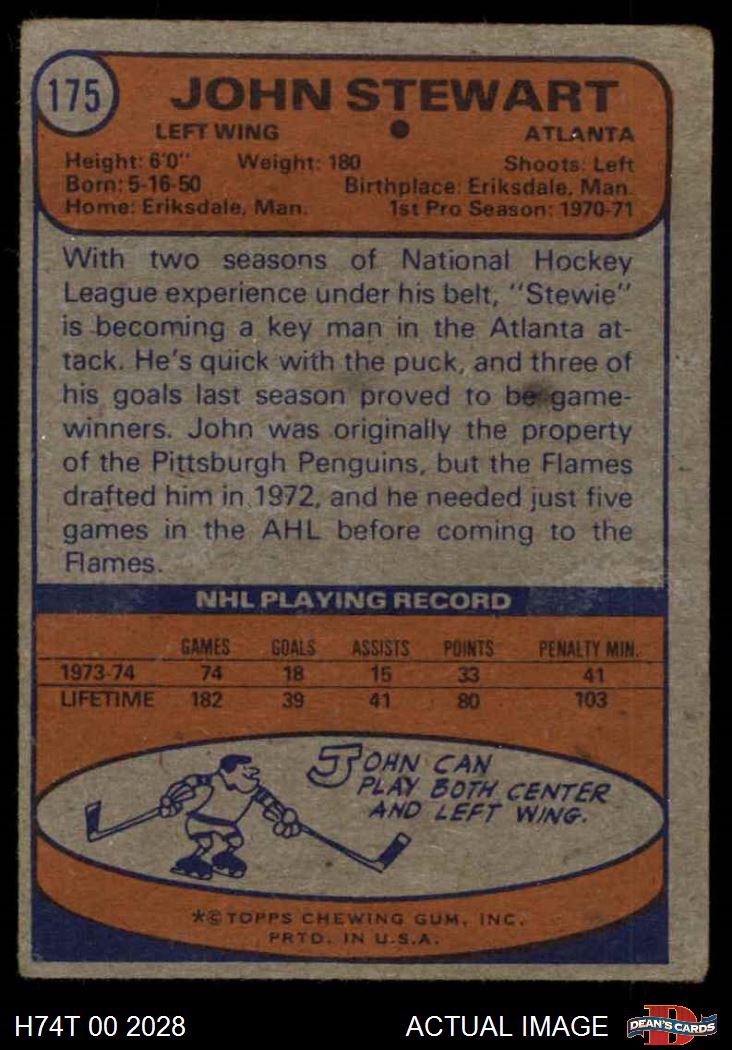 175
JOHN STEWART
LEFT WING ● ATLANTA
Height: 6'0" Weight: 180 Shoots: Left
Born: 5-16-50 Birthplace: Eriksdale, Man.
Home: Eriksdale, Man. 1st Pro Season: 1970-71
With two seasons of National Hockey
League experience under his belt, "Stewie"
is becoming a key man in the Atlanta at-
tack. He's quick with the puck, and three of
his goals last season proved to be game-
winners. John was originally the property
of the Pittsburgh Penguins, but the Flames
drafted him in 1972, and he needed just five
games in the AHL before coming to the
Flames.
NHL PLAYING RECORD
GAMES GOALS ASSISTS POINTS PENALTY MIN.
1973-74 74 18 15 33 41
LIFETIME 182 39 41 80 103
JOHN CAN
PLAY BOTH CENTER
AND LEFT WING.
*© TOPPS CHEWING GUM, INC.
PRTD. IN U.S.A.
H74T 00 2028 ACTUAL IMAGE D DEAN'S CARDS